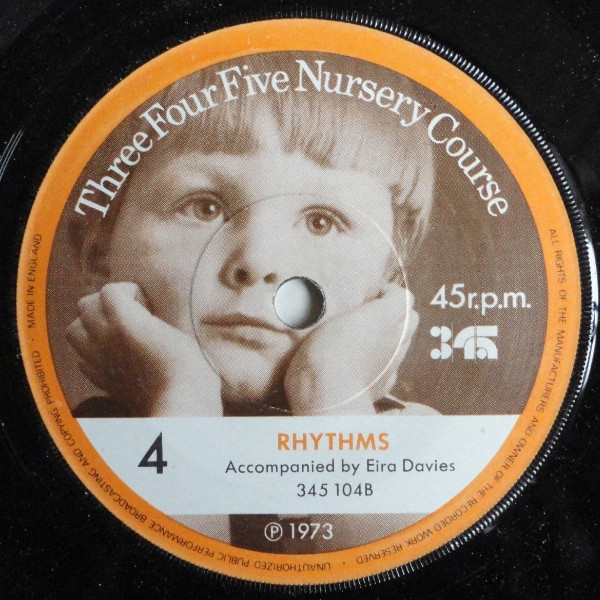 Three Four Five Nursery Course
45r.p.m.
345
4
RHYTHMS
Accompanied by Eira Davies
345 104B
℗ 1973
ALL RIGHTS OF THE MANUFACTURERS AND OWNER OF THE RECORDED WORK RESERVED · UNAUTHORIZED PUBLIC PERFORMANCE BROADCASTING AND COPYING PROHIBITED · MADE IN ENGLAND